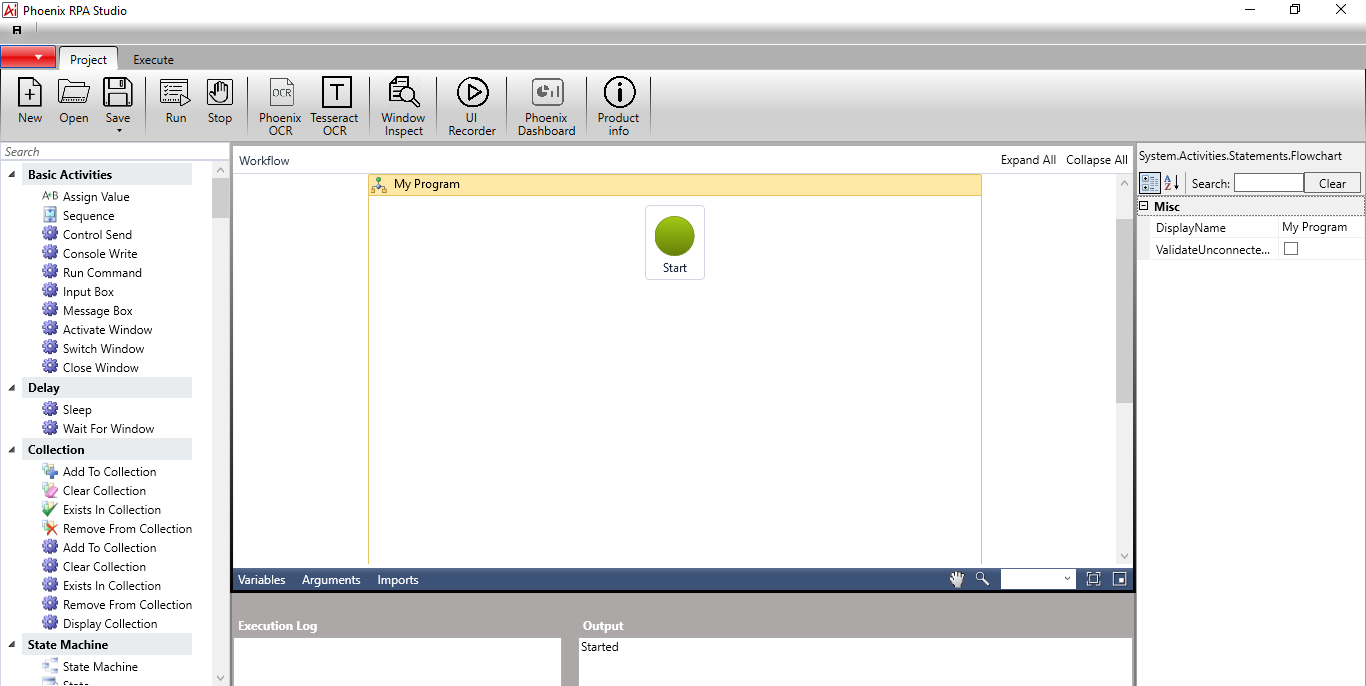 Ai Phoenix RPA Studio
Project Execute
New Open Save Run Stop Phoenix OCR Tesseract OCR Window Inspect UI Recorder Phoenix Dashboard Product info
OCR
T
Search
Basic Activities
A+B Assign Value
Sequence
Control Send
Console Write
Run Command
Input Box
Message Box
Activate Window
Switch Window
Close Window
Delay
Sleep
Wait For Window
Collection
Add To Collection
Clear Collection
Exists In Collection
Remove From Collection
Add To Collection
Clear Collection
Exists In Collection
Remove From Collection
Display Collection
State Machine
State Machine
State
Workflow Expand All Collapse All
My Program
Start
Variables Arguments Imports
Execution Log Output
Started
System.Activities.Statements.Flowchart
A Z Search: Clear
Misc
DisplayName My Program
ValidateUnconnecte...